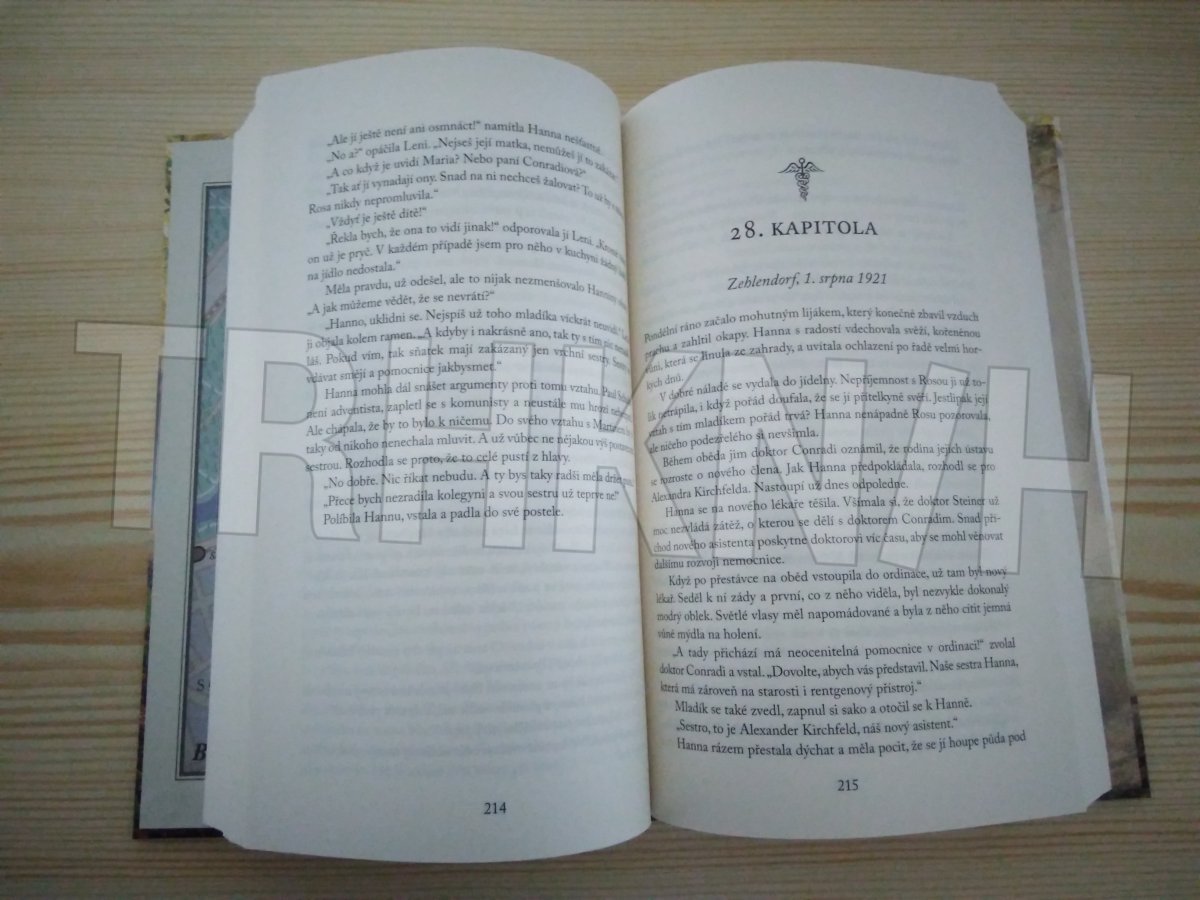 „Ale jí ještě není ani osmnáct!“ namítla Hanna nešťastně.
„No a?“ opáčila Leni. „Nejseš její matka, nemůžeš jí to zakázat.“
„A co když je uvidí Maria? Nebo paní Conradiová?“
„Tak ať jí vynadají ony. Snad na ni nechceš žalovat? To už by s
Rosa nikdy nepromluvila.“
„Vždyť je ještě dítě!“
„Řekla bych, že ona to vidí jinak!“ odporovala jí Leni. „Kromě
on už je pryč. V každém případě jsem pro něho v kuchyni žádný
na jídlo nedostala.“
Měla pravdu, už odešel, ale to nijak nezmenšovalo Hanniny
„A jak můžeme vědět, že se nevrátí?“
„Hanno, uklidni se. Nejspíš už toho mladíka víckrát neuvidí.“
ji objala kolem ramen. „A kdyby i nakrásně ano, tak ty s tím nic
láš. Pokud vím, tak sňatek mají zakázaný jen vrchní sestry. Sestry
vdávat smějí a pomocnice jakbysmet.“
Hanna mohla dál snášet argumenty proti tomu vztahu. Paul
není adventista, zapletl se s komunisty a neustále mu hrozí
Ale chápala, že by to bylo k ničemu. Do svého vztahu s Martinem
taky od nikoho nenechala mluvit. A už vůbec ne nějakou výš
sestrou. Rozhodla se proto, že to celé pustí z hlavy.
„No dobře. Nic říkat nebudu. A ty bys taky radši měla držet
„Přece bych nezradila kolegyni a svou sestru už teprve ne!“
Políbila Hannu, vstala a padla do své postele.
214
28. KAPITOLA
Zehlendorf, 1. srpna 1921
Pondělní ráno začalo mohutným lijákem, který konečně zbavil vzduch
prachu a zahltil okapy. Hanna s radostí vdechovala svěží, kořeněnou
vůni, která se linula ze zahrady, a uvítala ochlazení po řadě velmi hor-
kých dnů.
V dobré náladě se vydala do jídelny. Nepříjemnost s Rosou ji už to-
lik netrápila, i když pořád doufala, že se jí přítelkyně svěří. Jestlipak její
vztah s tím mladíkem pořád trvá? Hanna nenápadně Rosu pozorovala,
ale ničeho podezřelého si nevšimla.
Během oběda jim doktor Conradi oznámil, že rodina jejich ústavu
se rozroste o nového člena. Jak Hanna předpokládala, rozhodl se pro
Alexandra Kirchfelda. Nastoupí už dnes odpoledne.
Hanna se na nového lékaře těšila. Všímala si, že doktor Steiner už
moc nezvládá zátěž, o kterou se dělí s doktorem Conradim. Snad pří-
chod nového asistenta poskytne doktorovi víc času, aby se mohl věnovat
dalšímu rozvoji nemocnice.
Když po přestávce na oběd vstoupila do ordinace, už tam byl nový
lékař. Seděl k ní zády a první, co z něho viděla, byl nezvykle dokonalý
modrý oblek. Světlé vlasy měl napomádované a byla z něho cítit jemná
vůně mýdla na holení.
„A tady přichází má neocenitelná pomocnice v ordinaci!“ zvolal
doktor Conradi a vstal. „Dovolte, abych vás představil. Naše sestra Hanna,
která má zároveň na starosti i rentgenový přístroj.“
Mladík se také zvedl, zapnul si sako a otočil se k Hanně.
„Sestro, to je Alexander Kirchfeld, náš nový asistent.“
Hanna rázem přestala dýchat a měla pocit, že se jí houpe půda pod
215